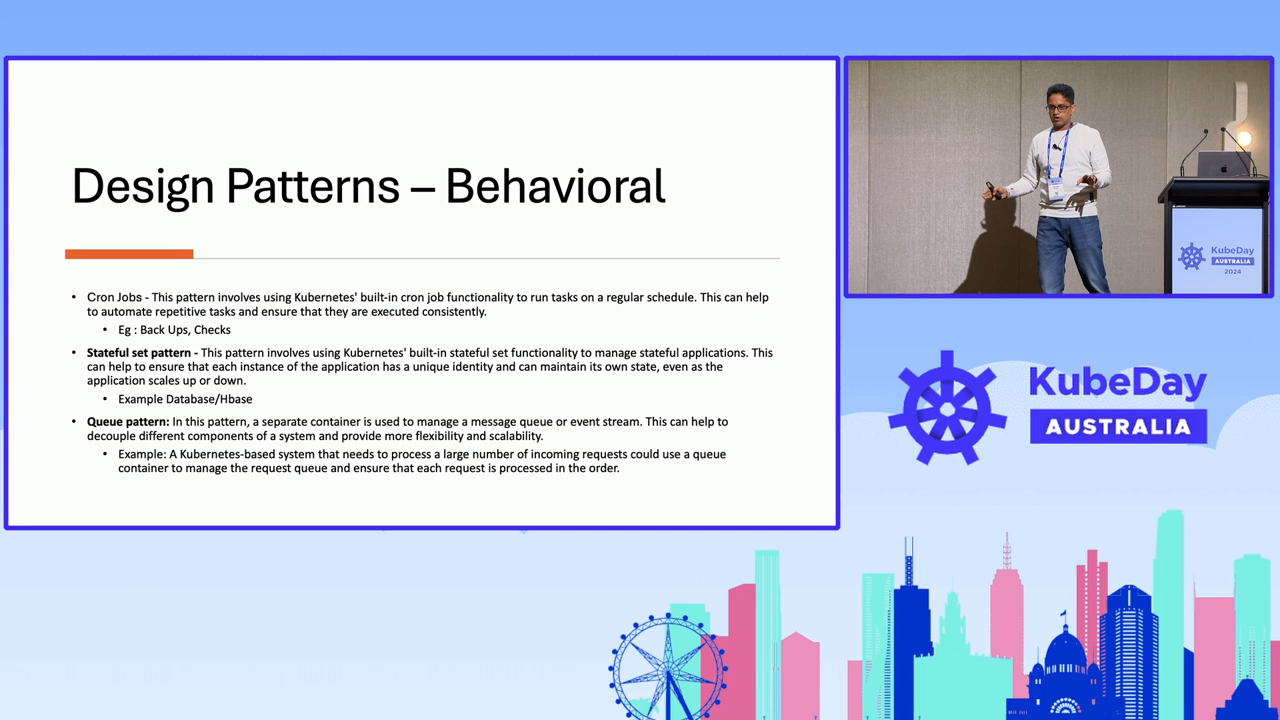 Design Patterns – Behavioral
• Cron Jobs - This pattern involves using Kubernetes' built-in cron job functionality to run tasks on a regular schedule. This can help
to automate repetitive tasks and ensure that they are executed consistently.
• Eg : Back Ups, Checks
• Stateful set pattern - This pattern involves using Kubernetes' built-in stateful set functionality to manage stateful applications. This
can help to ensure that each instance of the application has a unique identity and can maintain its own state, even as the
application scales up or down.
• Example Database/Hbase
• Queue pattern: In this pattern, a separate container is used to manage a message queue or event stream. This can help to
decouple different components of a system and provide more flexibility and scalability.
• Example: A Kubernetes-based system that needs to process a large number of incoming requests could use a queue
container to manage the request queue and ensure that each request is processed in the order.
KubeDay
AUSTRALIA
2024
KubeDay
AUSTRALIA